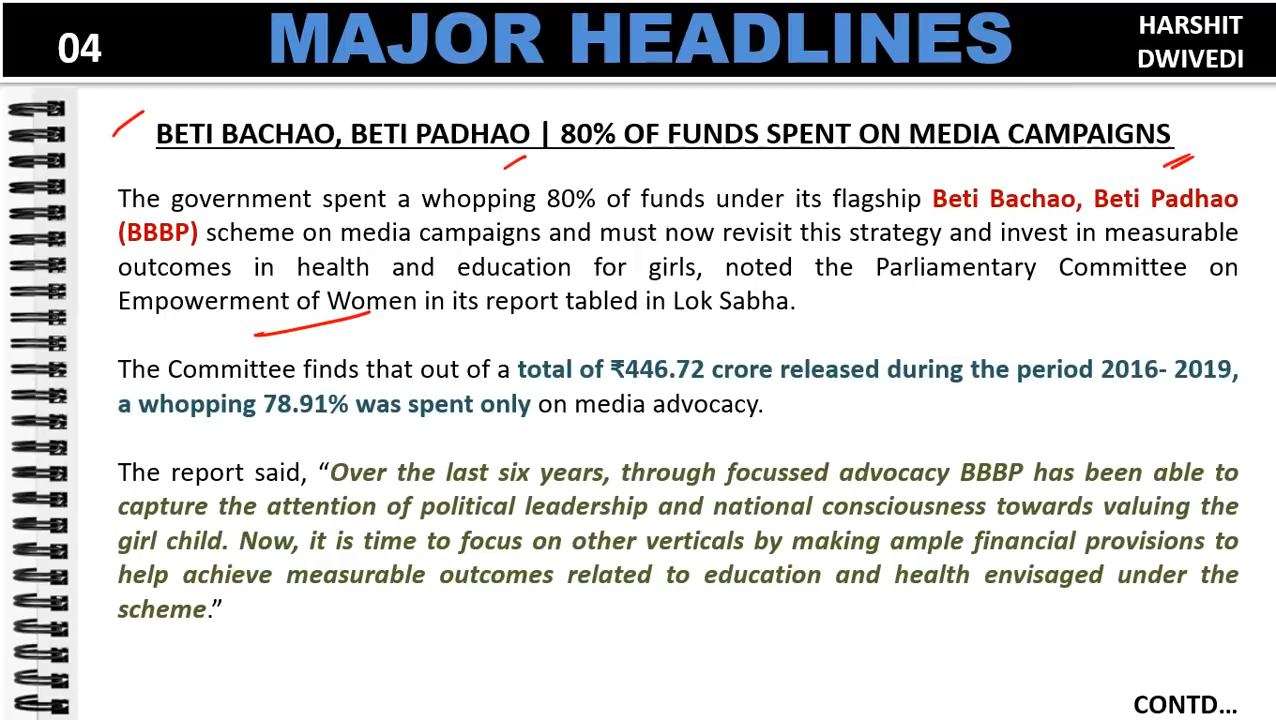 04
MAJOR HEADLINES
HARSHIT
DWIVEDI
BETI BACHAO, BETI PADHAO | 80% OF FUNDS SPENT ON MEDIA CAMPAIGNS
The government spent a whopping 80% of funds under its flagship Beti Bachao, Beti Padhao
(BBBP) scheme on media campaigns and must now revisit this strategy and invest in measurable
outcomes in health and education for girls, noted the Parliamentary Committee on
Empowerment of Women in its report tabled in Lok Sabha.
The Committee finds that out of a total of ₹446.72 crore released during the period 2016- 2019,
a whopping 78.91% was spent only on media advocacy.
The report said, “Over the last six years, through focussed advocacy BBBP has been able to
capture the attention of political leadership and national consciousness towards valuing the
girl child. Now, it is time to focus on other verticals by making ample financial provisions to
help achieve measurable outcomes related to education and health envisaged under the
scheme.”
CONTD...